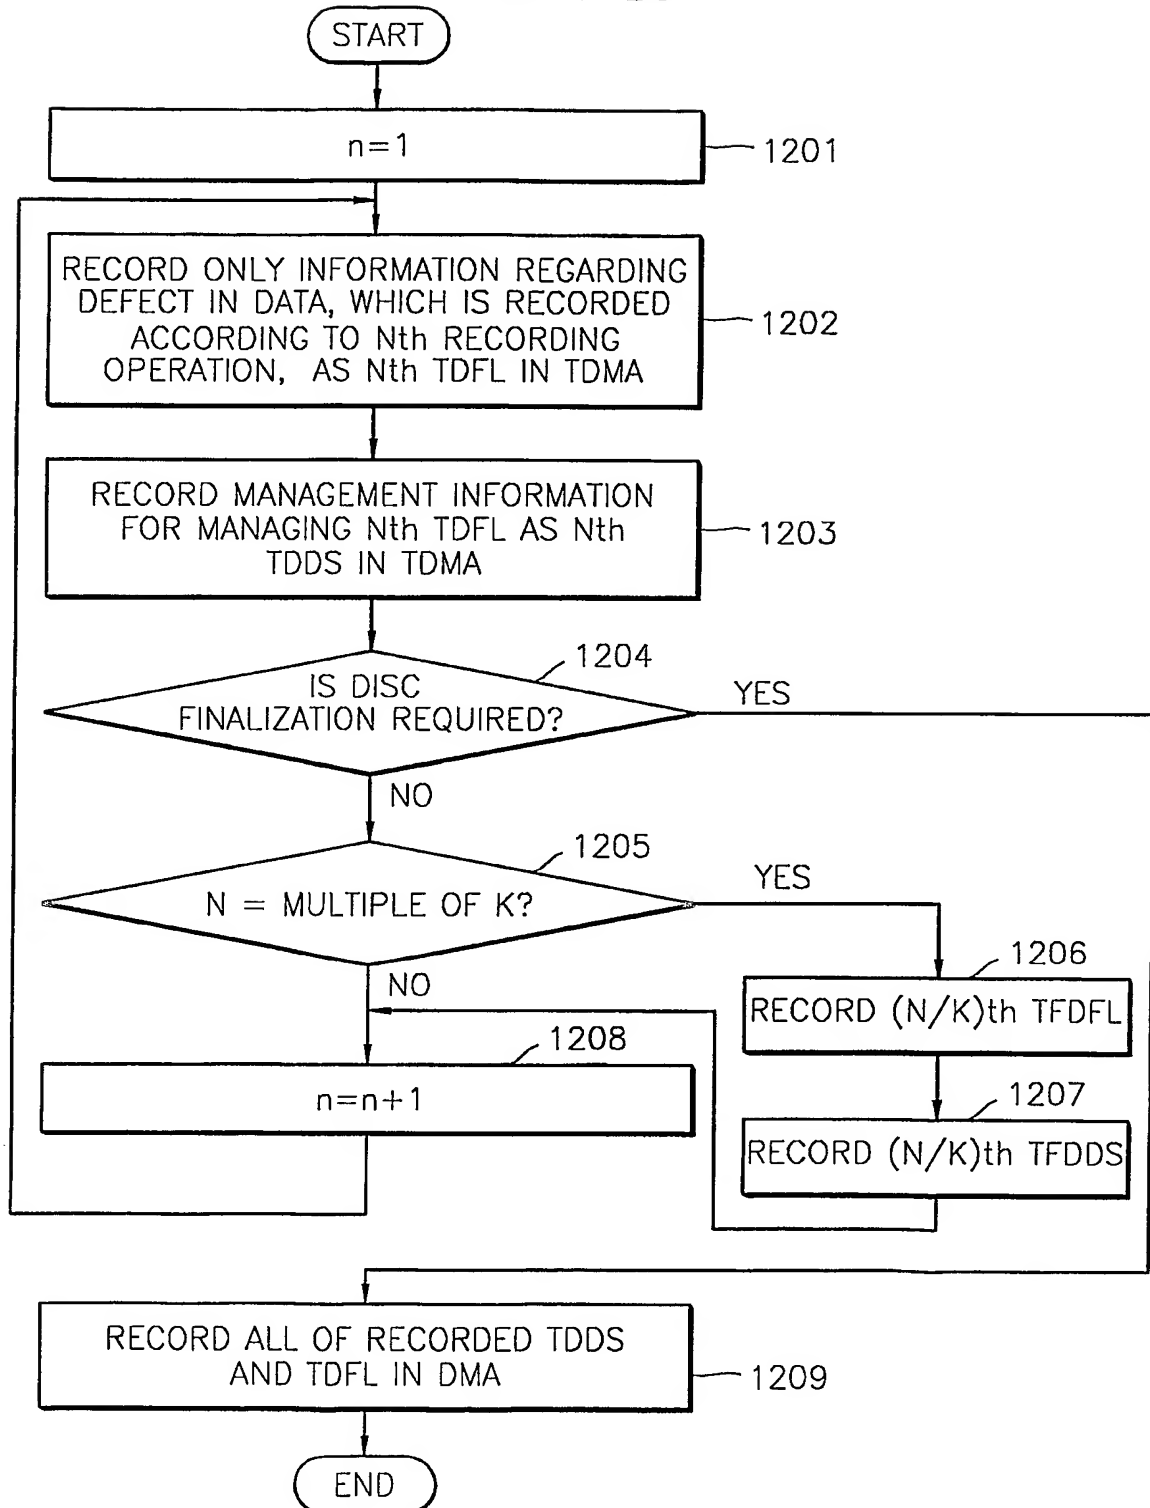 START
n=1
1201
RECORD ONLY INFORMATION REGARDING
DEFECT IN DATA, WHICH IS RECORDED
ACCORDING TO Nth RECORDING
OPERATION, AS Nth TDFL IN TDMA
1202
RECORD MANAGEMENT INFORMATION
FOR MANAGING Nth TDFL AS Nth
TDDS IN TDMA
1203
1204
IS DISC
FINALIZATION REQUIRED?
YES
NO
1205
N = MULTIPLE OF K?
YES
NO
1206
RECORD (N/K)th TFDFL
1207
RECORD (N/K)th TFDDS
1208
n=n+1
RECORD ALL OF RECORDED TDDS
AND TDFL IN DMA
1209
END